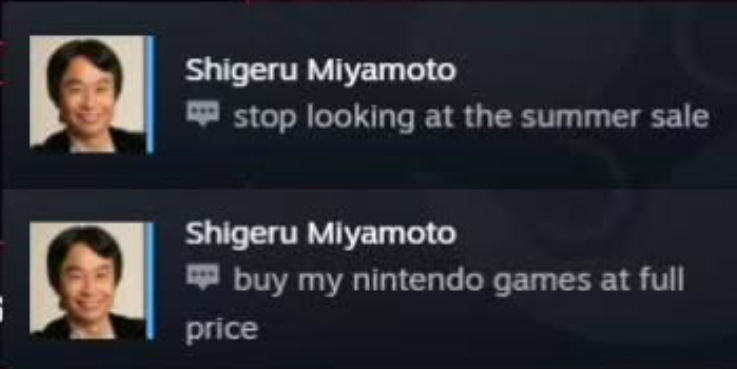 Shigeru Miyamoto
stop looking at the summer sale
Shigeru Miyamoto
buy my nintendo games at full
price